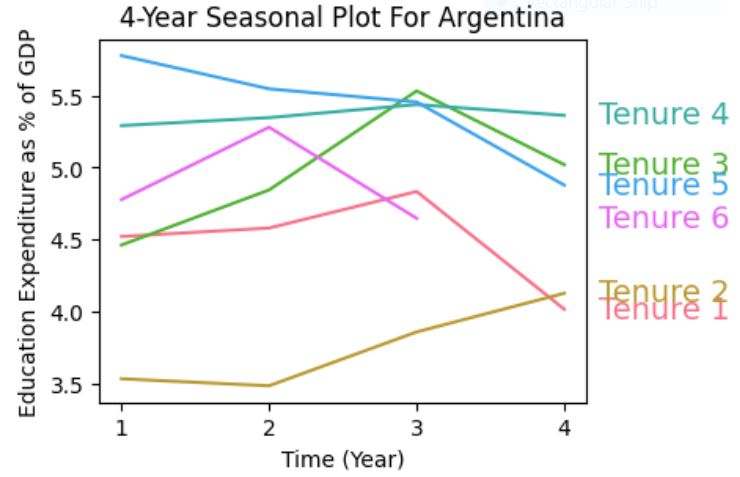 4-Year Seasonal Plot For Argentina
Education Expenditure as % of GDP
5.5
5.0
4.5
4.0
3.5
Tenure 4
Tenure 3
Tenure 5
Tenure 6
Tenure 2
Tenure 1
1 2 3 4
Time (Year)